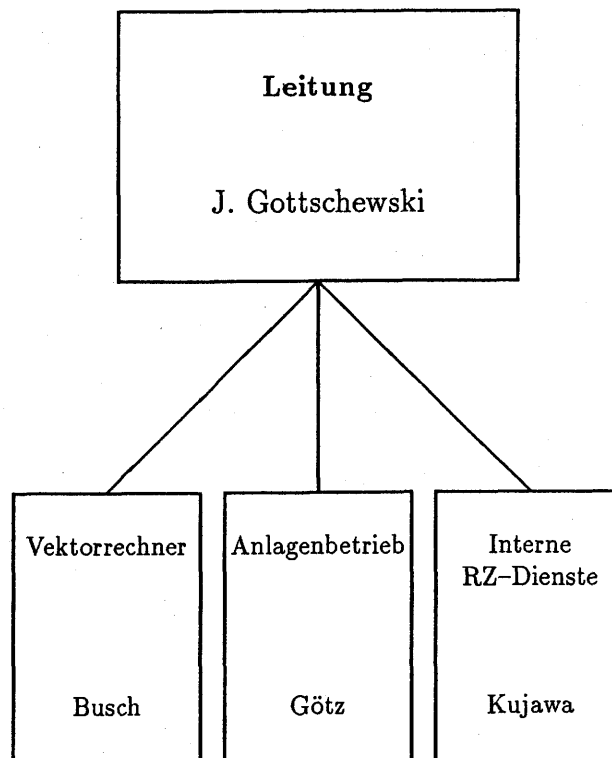 Leitung
J. Gottschewski
Vektorrechner
Busch
Anlagenbetrieb
Götz
Interne
RZ–Dienste
Kujawa